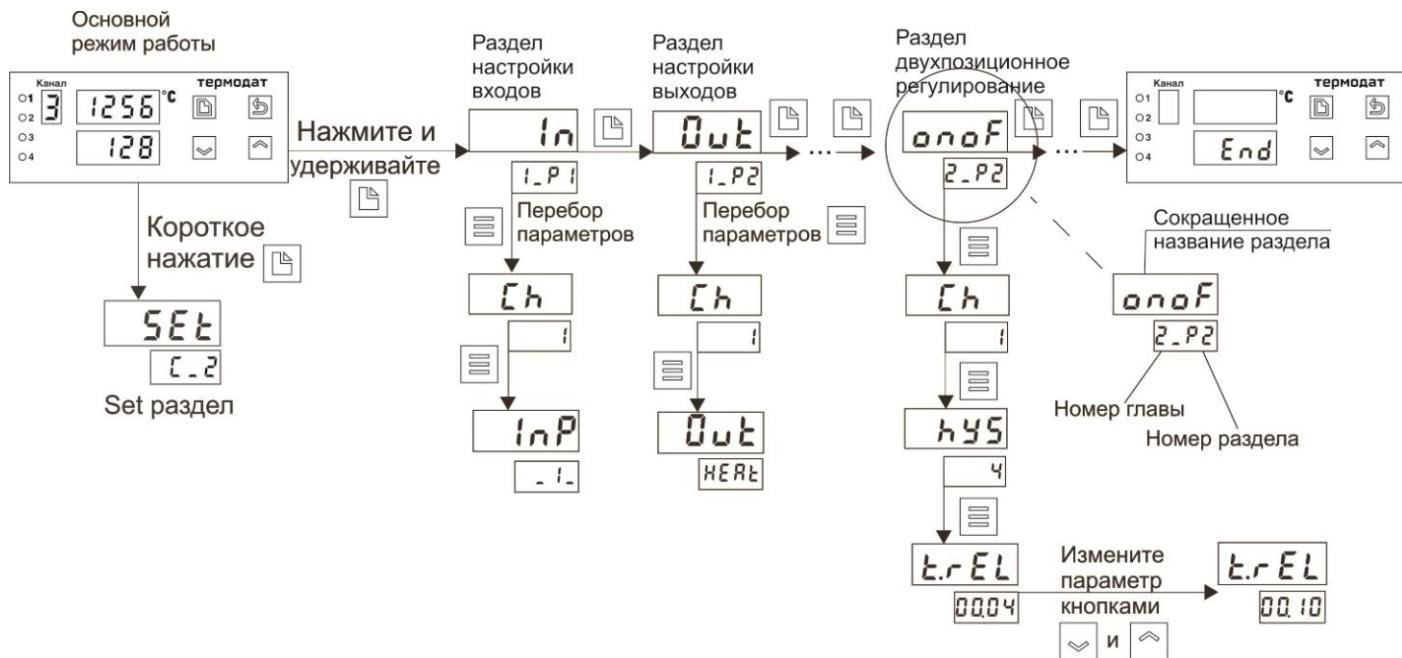 Основной
режим работы
Канал
термодат
1
2
3
4
3
1256
°C
128
Нажмите и
удерживайте
Короткое
нажатие
SEt
C_2
Set раздел
Раздел
настройки
входов
In
1_P1
Перебор
параметров
Ch
1
InP
_1_
Раздел
настройки
выходов
Out
1_P2
Перебор
параметров
Ch
1
Out
HEAt
...
Раздел
двухпозиционное
регулирование
onoF
2_P2
Ch
1
hYS
4
t.rEL
00.04
Измените
параметр
кнопками
и
t.rEL
00.10
...
Канал
термодат
1
2
3
4
°C
End
Сокращенное
название раздела
onoF
2_P2
Номер главы
Номер раздела